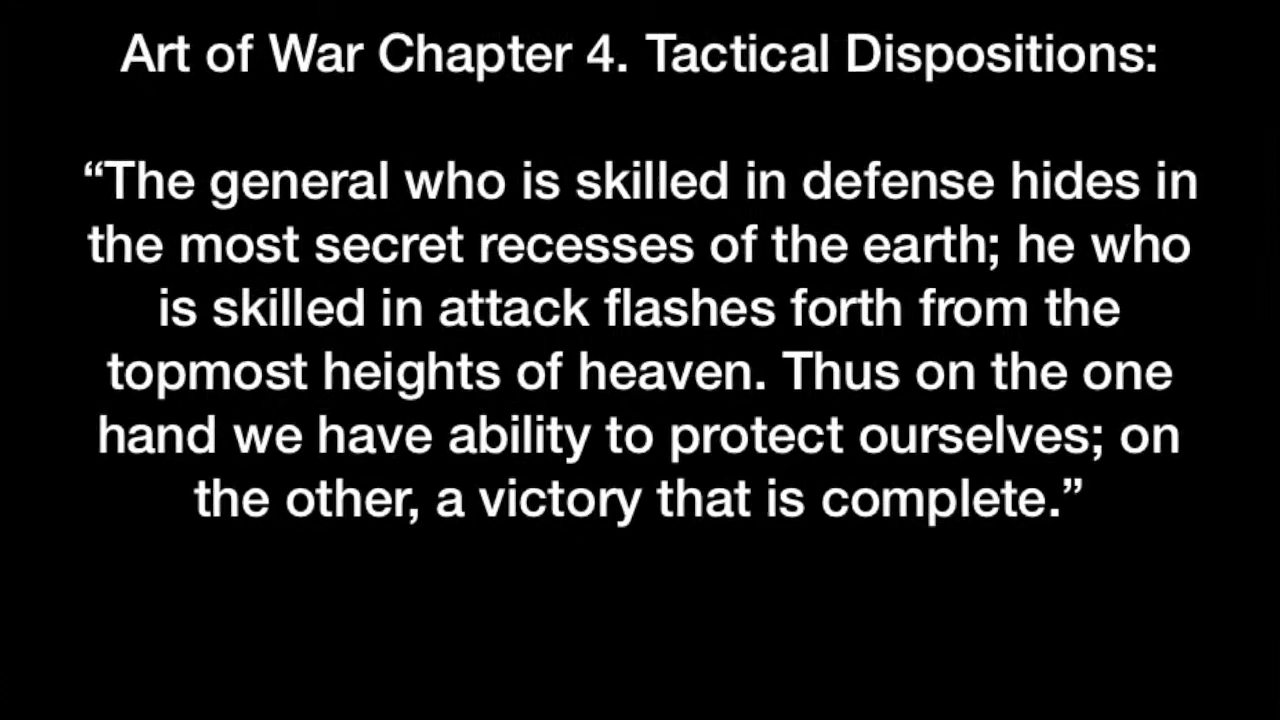 Art of War Chapter 4. Tactical Dispositions:
“The general who is skilled in defense hides in
the most secret recesses of the earth; he who
is skilled in attack flashes forth from the
topmost heights of heaven. Thus on the one
hand we have ability to protect ourselves; on
the other, a victory that is complete.”